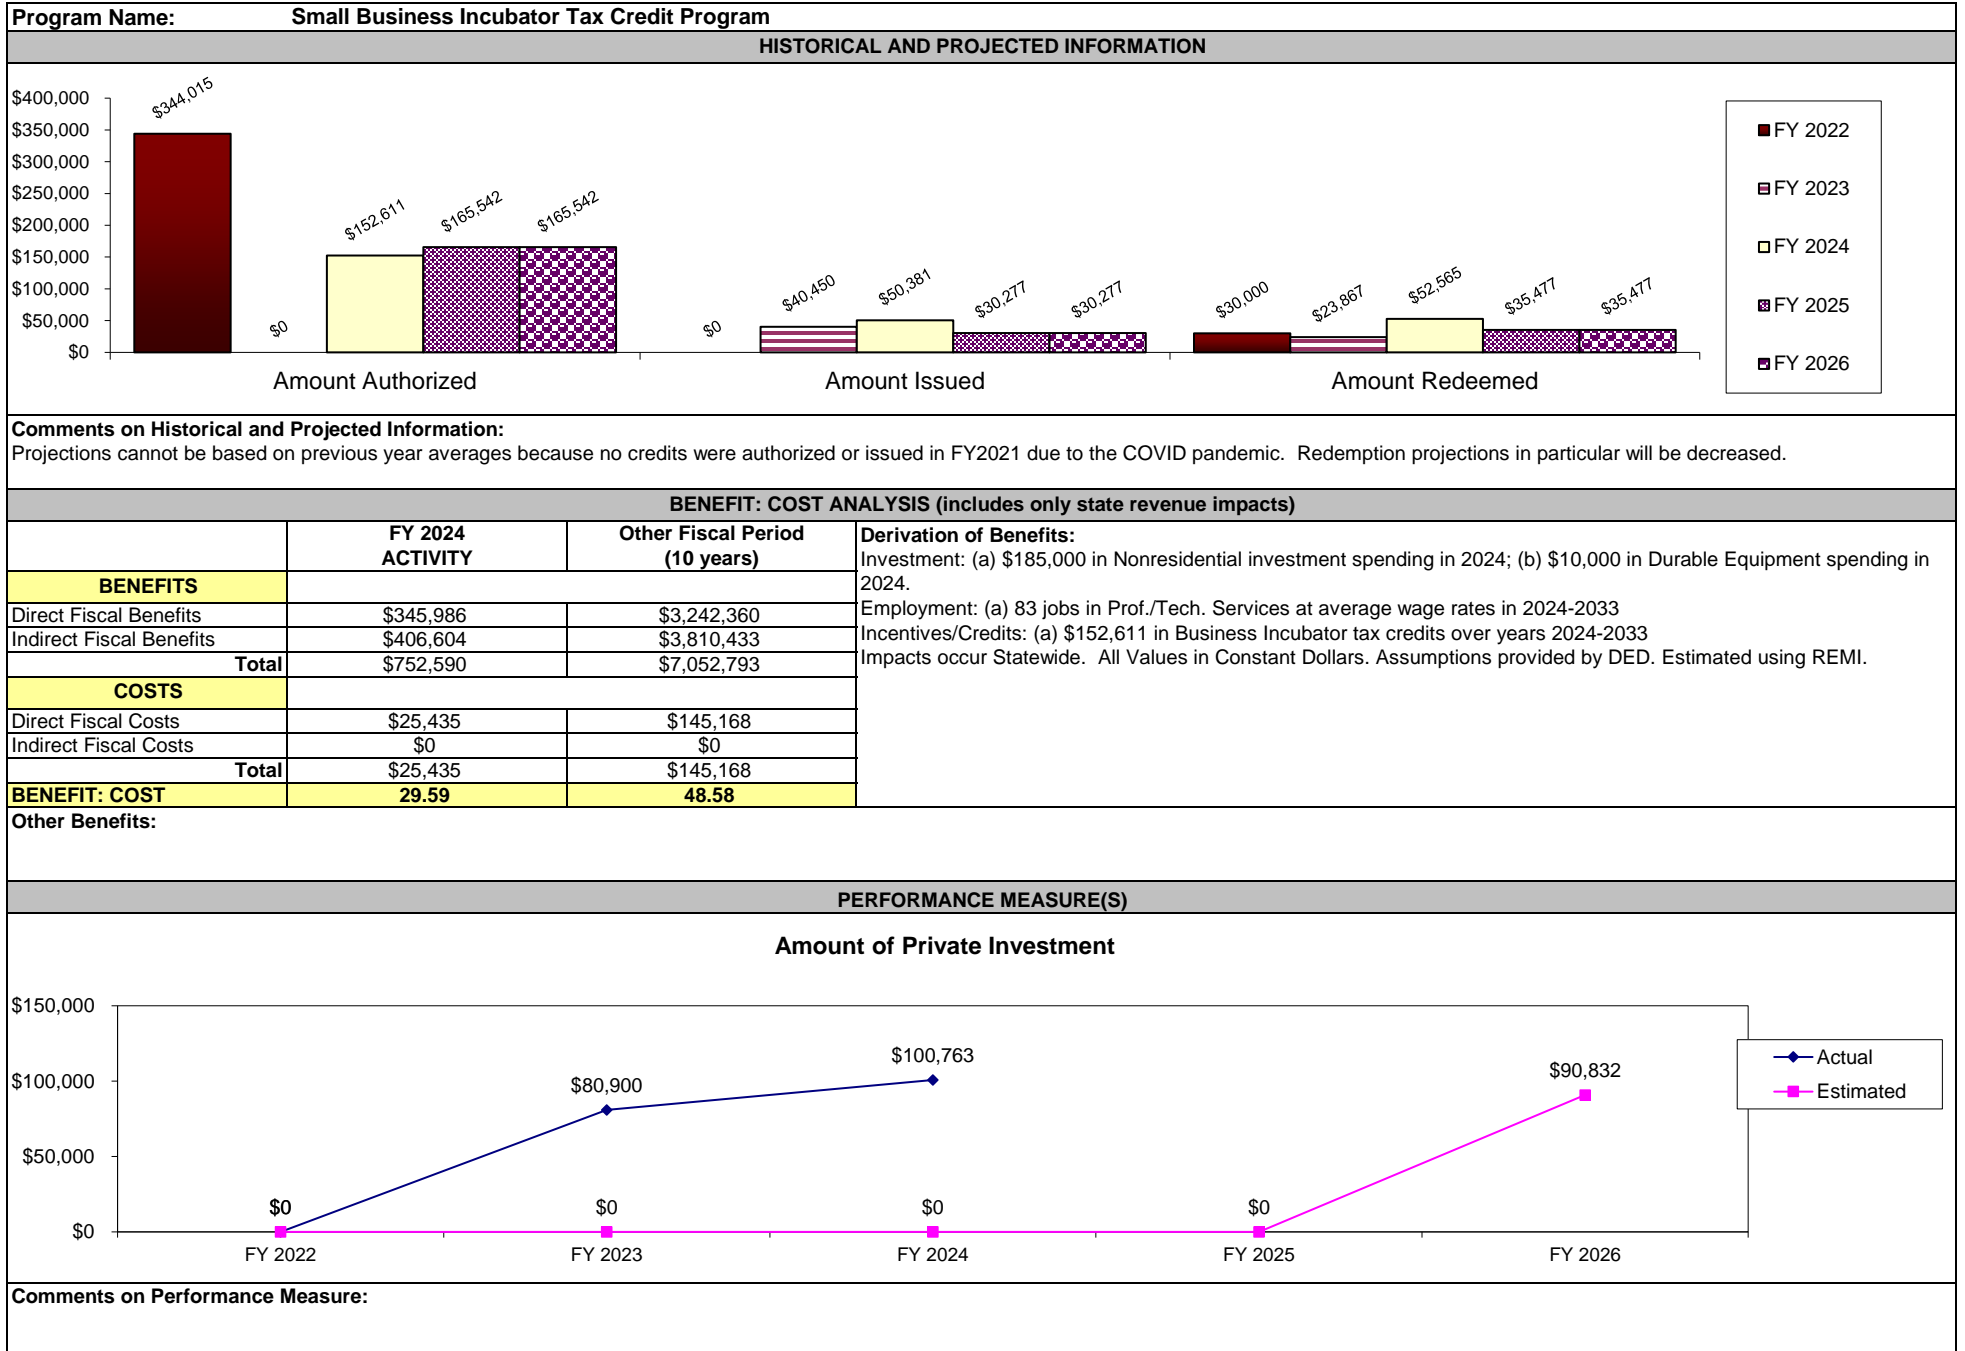 Program Name: Small Business Incubator Tax Credit Program
HISTORICAL AND PROJECTED INFORMATION
$400,000
$350,000
$300,000
$250,000
$200,000
$150,000
$100,000
$50,000
$0
$344,015
$0
$152,611
$165,542
$165,542
$0
$40,450
$50,381
$30,277
$30,277
$30,000
$23,867
$52,565
$35,477
$35,477
Amount Authorized
Amount Issued
Amount Redeemed
FY 2022
FY 2023
FY 2024
FY 2025
FY 2026
Comments on Historical and Projected Information:
Projections cannot be based on previous year averages because no credits were authorized or issued in FY2021 due to the COVID pandemic. Redemption projections in particular will be decreased.
BENEFIT: COST ANALYSIS (includes only state revenue impacts)
FY 2024 ACTIVITY
Other Fiscal Period (10 years)
BENEFITS
Direct Fiscal Benefits $345,986 $3,242,360
Indirect Fiscal Benefits $406,604 $3,810,433
Total $752,590 $7,052,793
COSTS
Direct Fiscal Costs $25,435 $145,168
Indirect Fiscal Costs $0 $0
Total $25,435 $145,168
BENEFIT: COST 29.59 48.58
Derivation of Benefits:
Investment: (a) $185,000 in Nonresidential investment spending in 2024; (b) $10,000 in Durable Equipment spending in
2024.
Employment: (a) 83 jobs in Prof./Tech. Services at average wage rates in 2024-2033
Incentives/Credits: (a) $152,611 in Business Incubator tax credits over years 2024-2033
Impacts occur Statewide. All Values in Constant Dollars. Assumptions provided by DED. Estimated using REMI.
Other Benefits:
PERFORMANCE MEASURE(S)
Amount of Private Investment
$150,000
$100,000
$50,000
$0
$0
$80,900
$100,763
$0
$0
$0
$90,832
FY 2022
FY 2023
FY 2024
FY 2025
FY 2026
Actual
Estimated
Comments on Performance Measure: